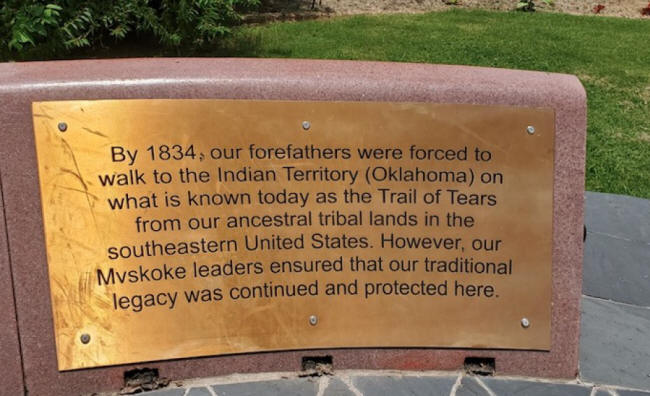 By 1834, our forefathers were forced to
walk to the Indian Territory (Oklahoma) on
what is known today as the Trail of Tears
from our ancestral tribal lands in the
southeastern United States. However, our
Mvskoke leaders ensured that our traditional
legacy was continued and protected here.